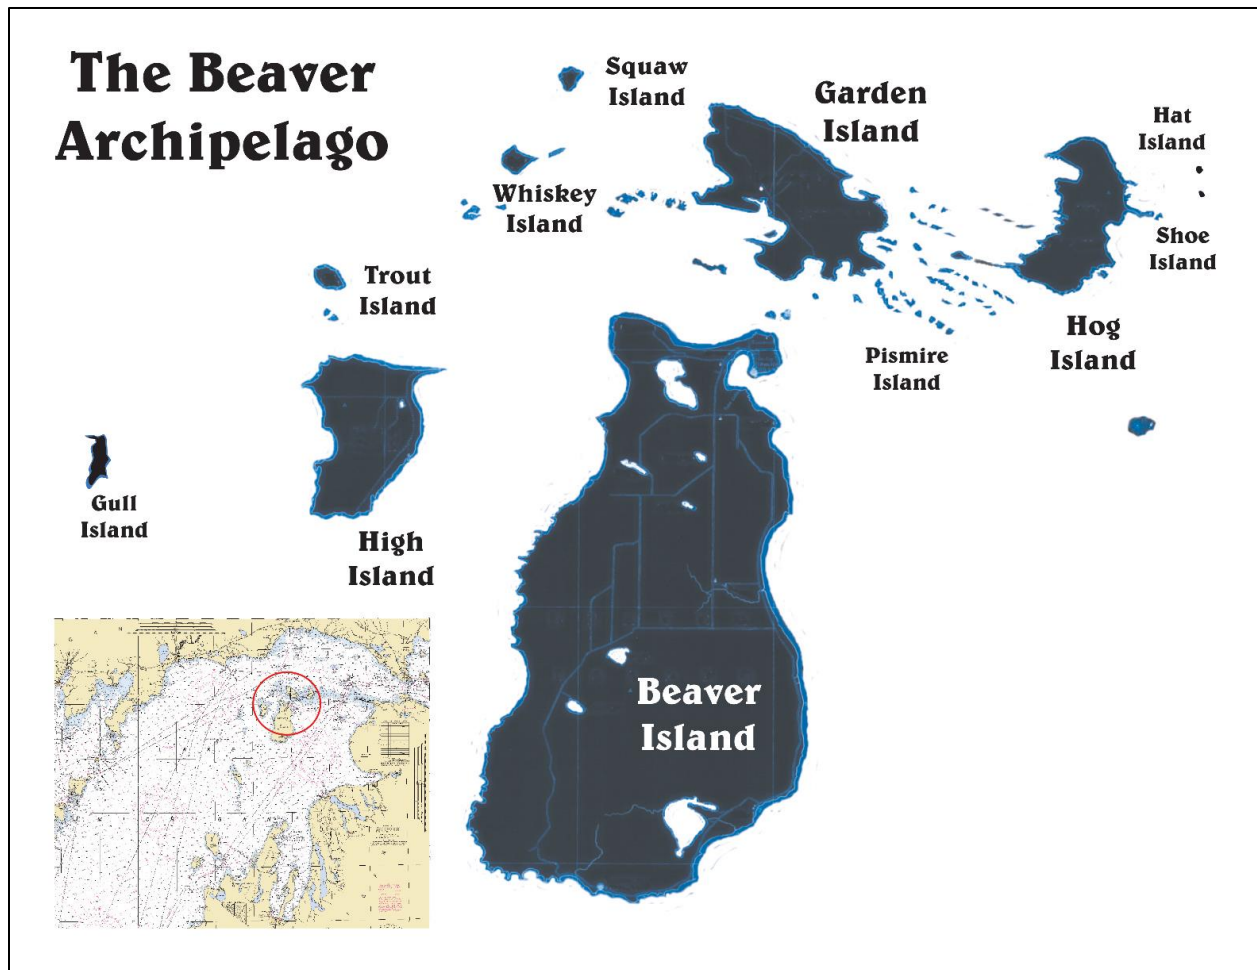 The Beaver
Archipelago
Squaw
Island
Garden
Island
Hat
Island
Whiskey
Island
Shoe
Island
Trout
Island
Hog
Island
Pismire
Island
Gull
Island
High
Island
Beaver
Island